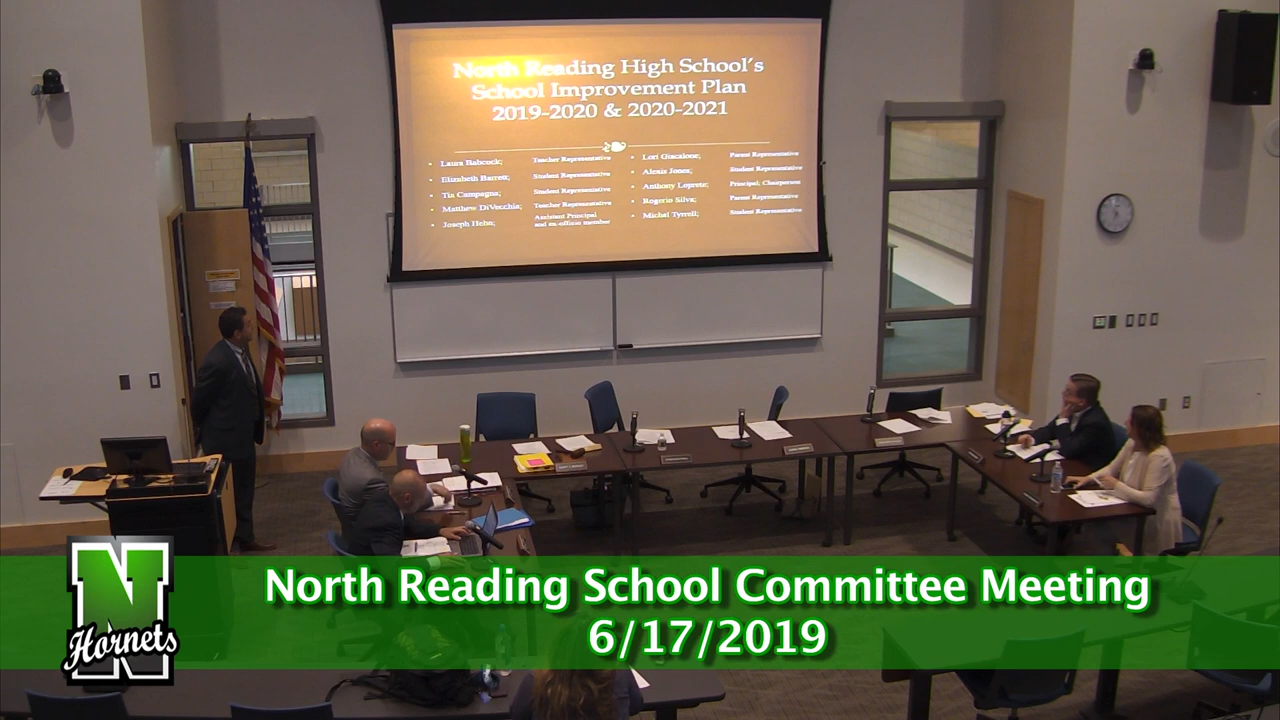 North Reading High School's
School Improvement Plan
2019-2020 & 2020-2021
• Laura Babcock; Teacher Representative
• Elizabeth Barrett; Student Representative
• Tia Campagna; Student Representative
• Matthew DiVecchia; Teacher Representative
• Joseph Hehn; Assistant Principal
and ex-officio member
• Lori Giacalone; Parent Representative
• Alexis Jones; Student Representative
• Anthony Loprete; Principal; Chairperson
• Rogerio Silva; Parent Representative
• Michel Tyrrell; Student Representative
N
Hornets
North Reading School Committee Meeting
6/17/2019